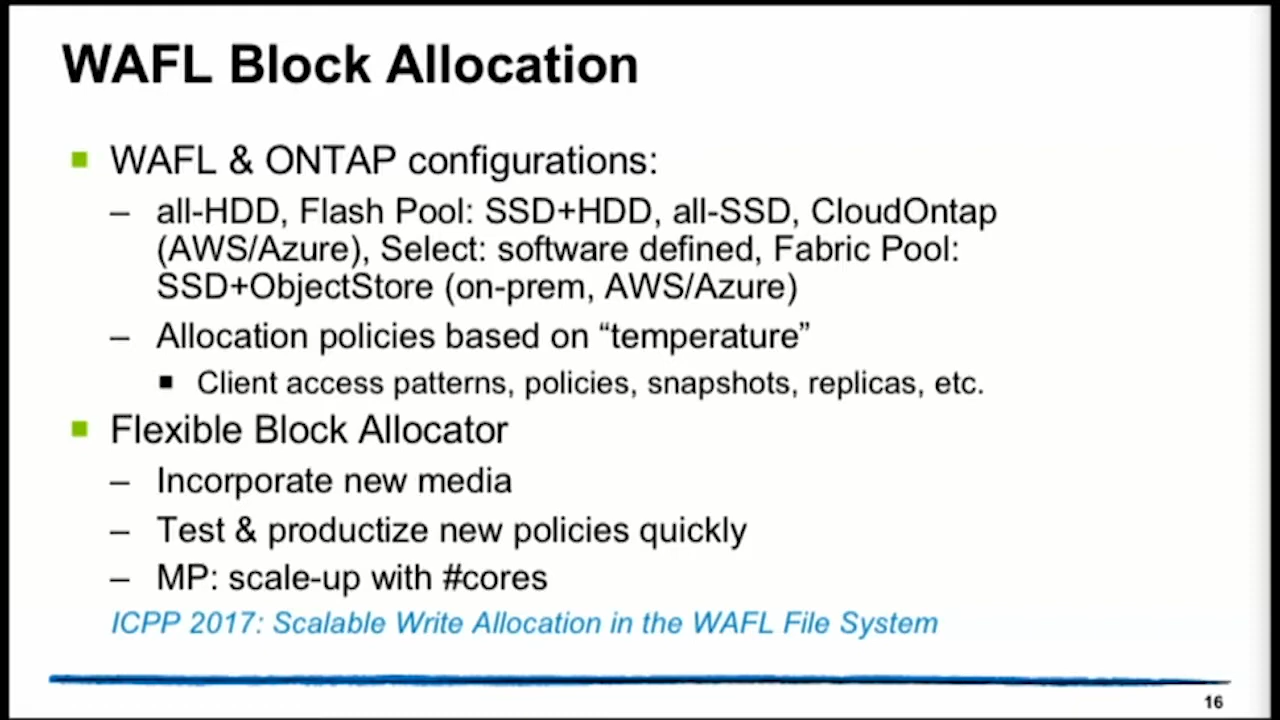 WAFL Block Allocation
WAFL & ONTAP configurations:
– all-HDD, Flash Pool: SSD+HDD, all-SSD, CloudOntap
(AWS/Azure), Select: software defined, Fabric Pool:
SSD+ObjectStore (on-prem, AWS/Azure)
– Allocation policies based on “temperature”
Client access patterns, policies, snapshots, replicas, etc.
Flexible Block Allocator
– Incorporate new media
– Test & productize new policies quickly
– MP: scale-up with #cores
ICPP 2017: Scalable Write Allocation in the WAFL File System
16